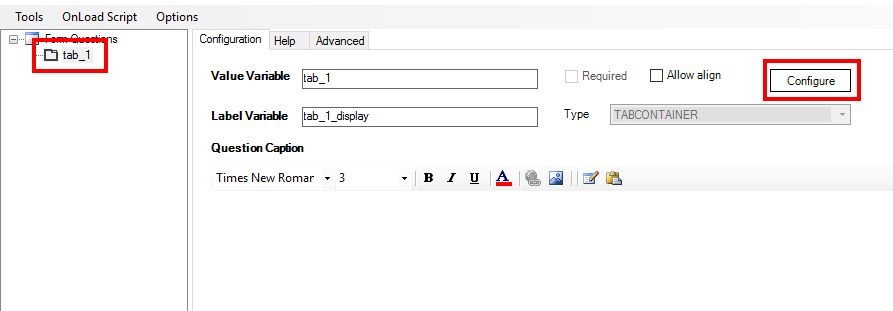 Tools OnLoad Script Options
Form Questions
tab_1
Configuration Help Advanced
Value Variable tab_1 Required Allow align Configure
Label Variable tab_1_display Type TABCONTAINER
Question Caption
Times New Roman 3 B I U A